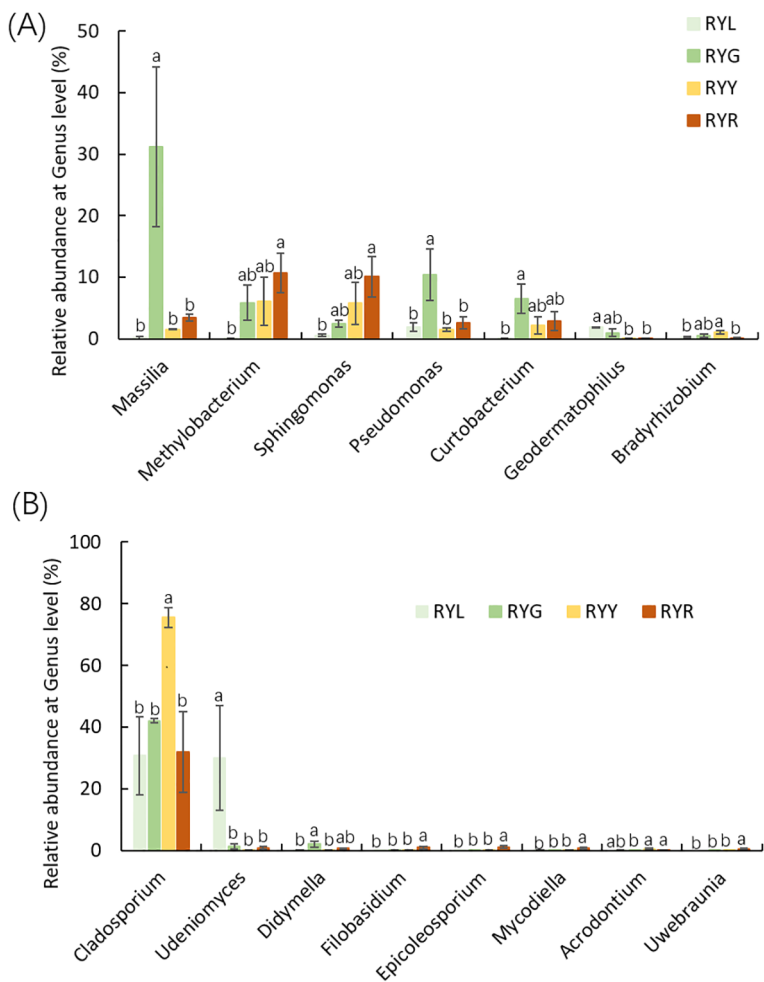 (A)
Relative abundance at Genus level (%)
50
40
30
20
10
0
RYL
RYG
RYY
RYR
b a b b
b ab ab a
b ab b a
b a b b
b a ab ab
a ab b b
b ab a b
Massilia
Methylobacterium
Sphingomonas
Pseudomonas
Curtobacterium
Geodermatophilus
Bradyrhizobium
(B)
Relative abundance at Genus level (%)
100
80
60
40
20
0
RYL RYG RYY RYR
b b a b
a b b b
b a b ab
b b b a
b b b a
b b b a
ab b a a
b b b a
Cladosporium
Udeniomyces
Didymella
Filobasidium
Epicoleosporium
Mycodiella
Acrodontium
Uwebraunia